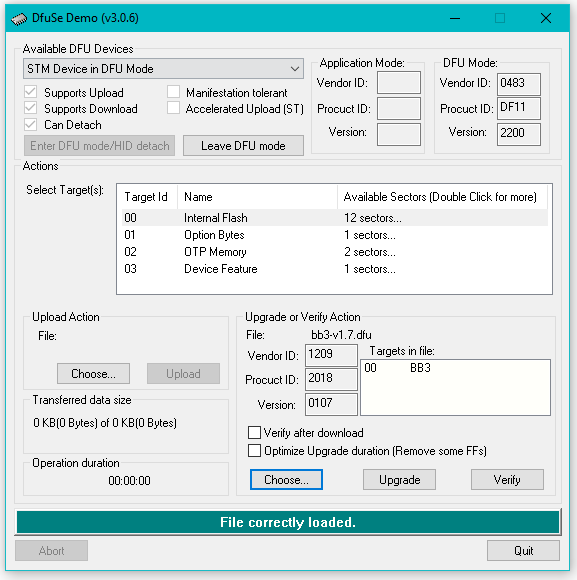 DfuSe Demo (v3.0.6)
Available DFU Devices
STM Device in DFU Mode
Supports Upload
Manifestation tolerant
Supports Download
Accelerated Upload (ST)
Can Detach
Enter DFU mode/HID detach
Leave DFU mode
Application Mode:
Vendor ID:
Procuct ID:
Version:
DFU Mode:
Vendor ID: 0483
Procuct ID: DF11
Version: 2200
Actions
Select Target(s):
Target Id Name Available Sectors (Double Click for more)
00 Internal Flash 12 sectors...
01 Option Bytes 1 sectors...
02 OTP Memory 2 sectors...
03 Device Feature 1 sectors...
Upload Action
File:
Choose... Upload
Transferred data size
0 KB(0 Bytes) of 0 KB(0 Bytes)
Operation duration
00:00:00
Upgrade or Verify Action
File: bb3-v1.7.dfu
Vendor ID: 1209
Procuct ID: 2018
Version: 0107
Targets in file:
00 BB3
Verify after download
Optimize Upgrade duration (Remove some FFs)
Choose... Upgrade Verify
File correctly loaded.
Abort Quit